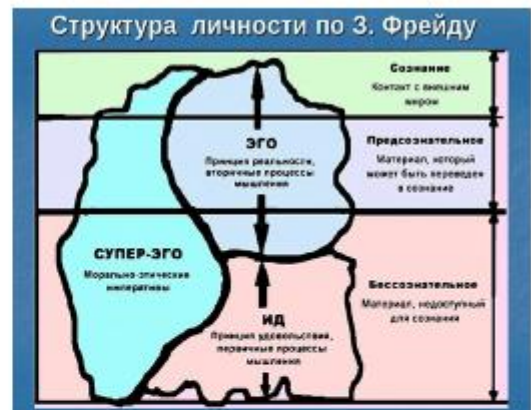 Структура личности по З. Фрейду
Сознание
Контакт с внешним
миром
ЭГО
Принцип реальности,
вторичные процессы
мышления
Предсознательное
Материал, который
может быть переведен
в сознание
СУПЕР-ЭГО
Морально-этические
императивы
ИД
Принцип удовольствия,
первичные процессы
мышления
Бессознательное
Материал, недоступный
для сознания